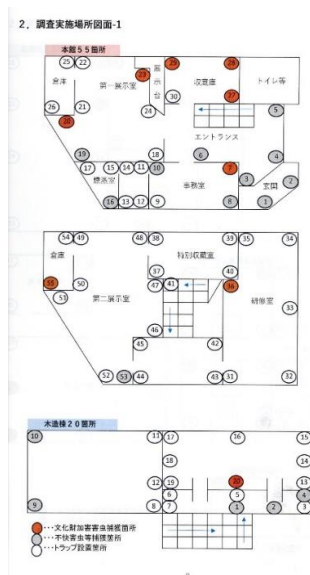 2．調査実施場所図面-1
本館５５箇所
25 22 23 29 28
倉庫 第一展示室 展示台 収蔵庫 トイレ等
26 21 24 30 27
20 エントランス 5
19 18 6 4
17 15 14 11 10 7
標蒸室 事務室 3 玄関 2
16 13 12 9 8 1
54 49 48 38 39 35 34
倉庫 特別収蔵庫
37 40
55 50 47 41 36
51 第二展示室 研修室 33
46
45 42
52 53 44 43 31 32
木造棟２０箇所
10 11 17 16 15
18 14
12 19 20 13
6 5 4
9 8 7 1 2 3
･･･文化財加害害虫捕獲箇所
･･･不快害虫等捕獲箇所
･･･トラップ設置箇所